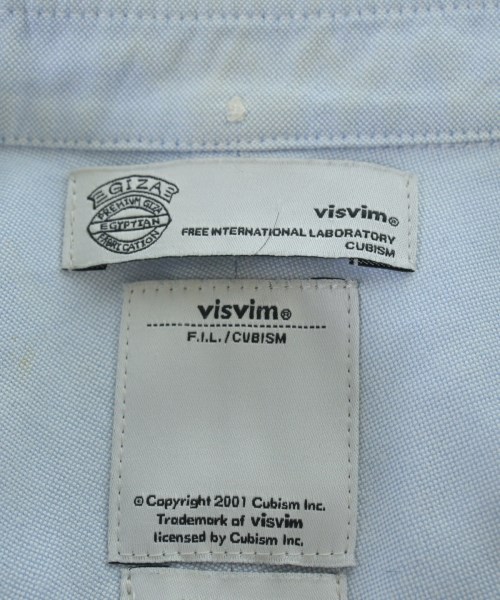 GIZA
PREMIUM GIZA
EGYPTIAN
FABRICATION
visvim®
FREE INTERNATIONAL LABORATORY
CUBISM
visvim®
F.I.L./CUBISM
©Copyright 2001 Cubism Inc.
Trademark of visvim
licensed by Cubism Inc.